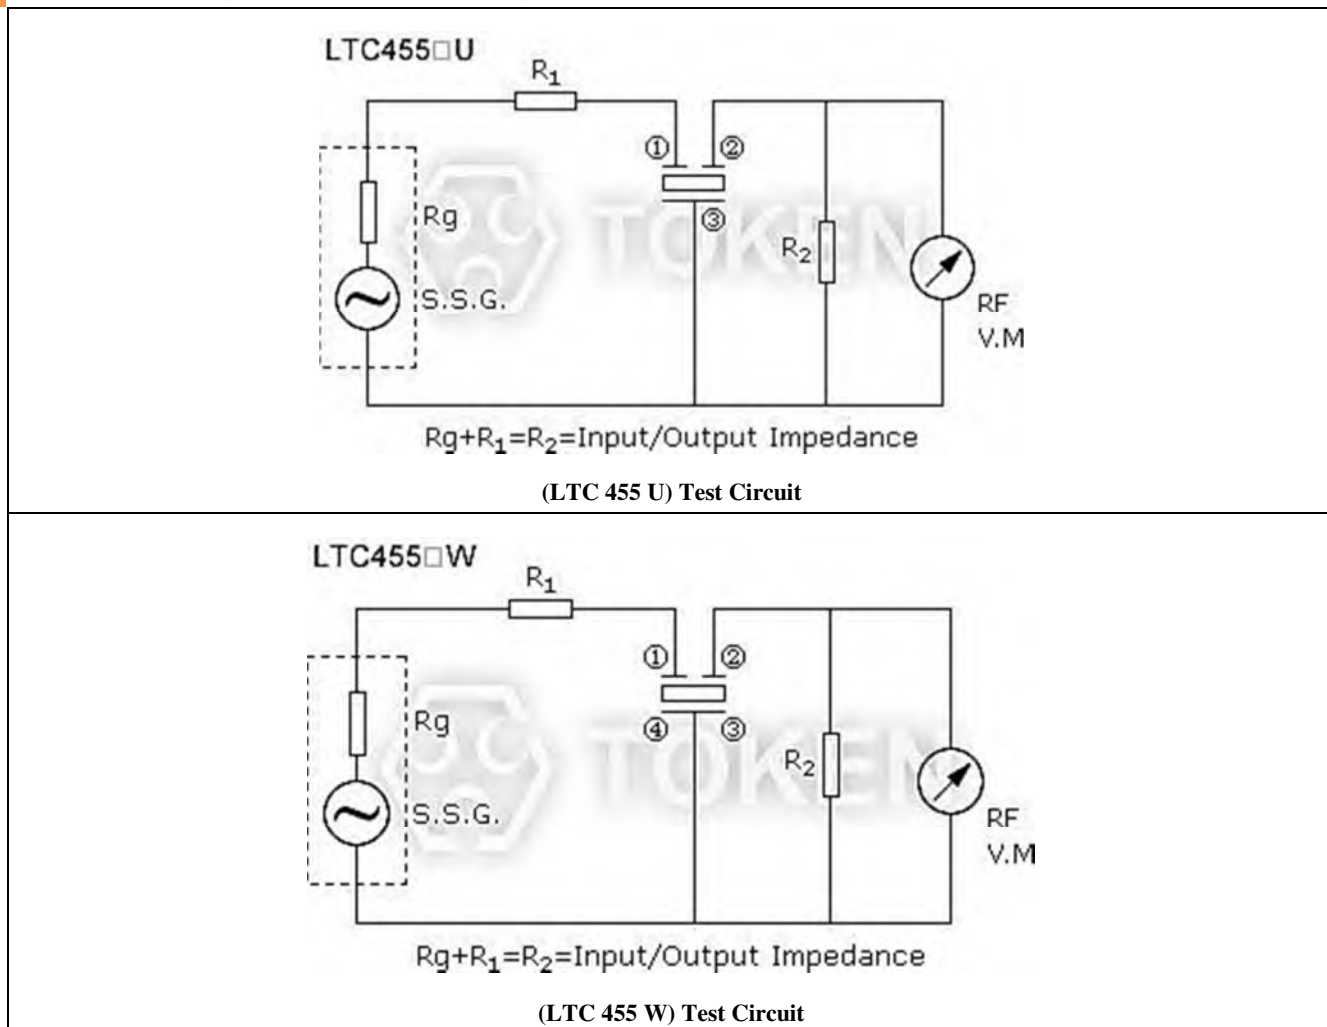 LTC455□U
R₁
① ②
TOKEN
Rg
③
R₂
S.S.G.
RF
V.M
Rg+R₁=R₂=Input/Output Impedance
(LTC 455 U) Test Circuit
LTC455□W
R₁
① ②
Rg
④ ③
TOKEN
R₂
S.S.G.
RF
V.M
Rg+R₁=R₂=Input/Output Impedance
(LTC 455 W) Test Circuit